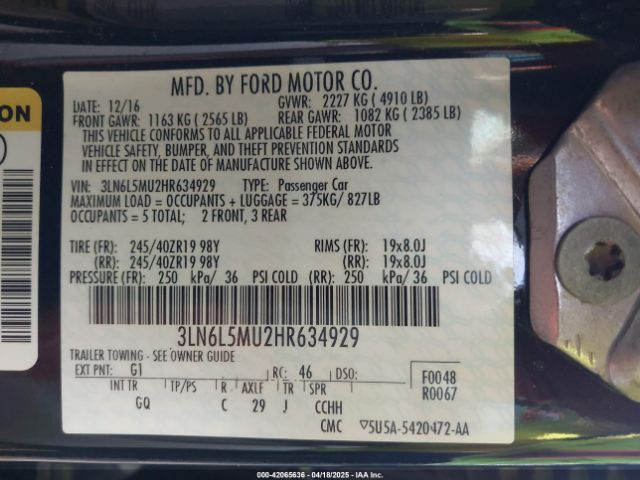 ON
MFD. BY FORD MOTOR CO.
DATE: 12/16 GVWR: 2227 KG ( 4910 LB)
FRONT GAWR: 1163 KG ( 2565 LB) REAR GAWR: 1082 KG ( 2385 LB)
THIS VEHICLE CONFORMS TO ALL APPLICABLE FEDERAL MOTOR
VEHICLE SAFETY, BUMPER, AND THEFT PREVENTION STANDARDS
IN EFFECT ON THE DATE OF MANUFACTURE SHOWN ABOVE.
VIN: 3LN6L5MU2HR634929 TYPE: Passenger Car
MAXIMUM LOAD = OCCUPANTS + LUGGAGE = 375KG/ 827LB
OCCUPANTS = 5 TOTAL; 2 FRONT, 3 REAR
TIRE (FR): 245/40ZR19 98Y RIMS (FR): 19x8.0J
(RR): 245/40ZR19 98Y (RR): 19x8.0J
PRESSURE (FR): 250 kPa/ 36 PSI COLD (RR): 250 kPa/ 36 PSI COLD
3LN6L5MU2HR634929
TRAILER TOWING - SEE OWNER GUIDE
EXT PNT: G1 RC: 46 DSO: F0048
INT TR TP/PS R AXLE TR SPR R0067
GQ C 29 J CCHH
CMC ▽5U5A-5420472-AA
000-42065636 - 04/18/2025 - IAAI.com